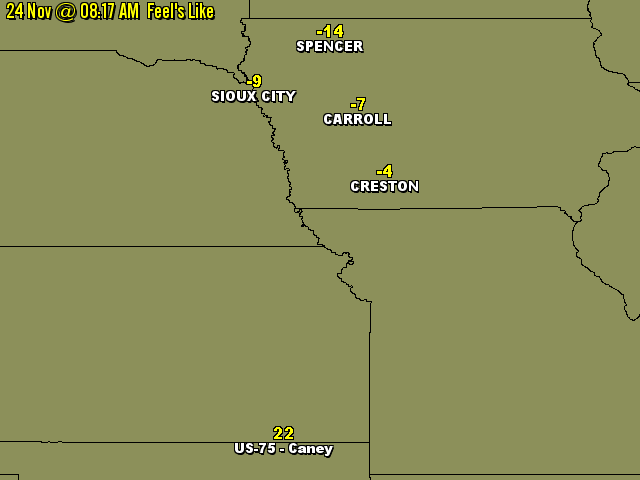 24 Nov @ 08:17 AM Feel's Like
-14
SPENCER
-9
SIOUX CITY
-7
CARROLL
-4
CRESTON
22
US-75 - Caney